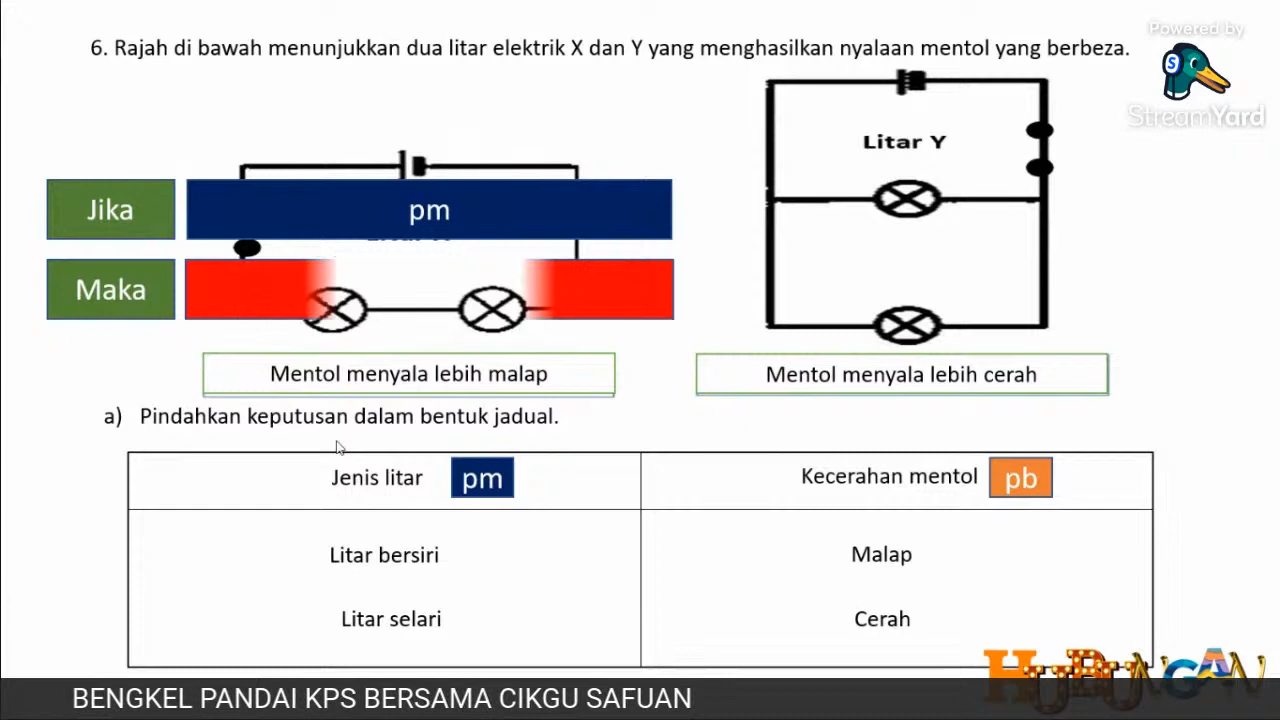 Powered by
StreamYard
6. Rajah di bawah menunjukkan dua litar elektrik X dan Y yang menghasilkan nyalaan mentol yang berbeza.
Litar Y
Jika
pm
Maka
Mentol menyala lebih malap
Mentol menyala lebih cerah
a) Pindahkan keputusan dalam bentuk jadual.
Jenis litar pm
Kecerahan mentol pb
Litar bersiri
Malap
Litar selari
Cerah
HUBUNGAN
BENGKEL PANDAI KPS BERSAMA CIKGU SAFUAN